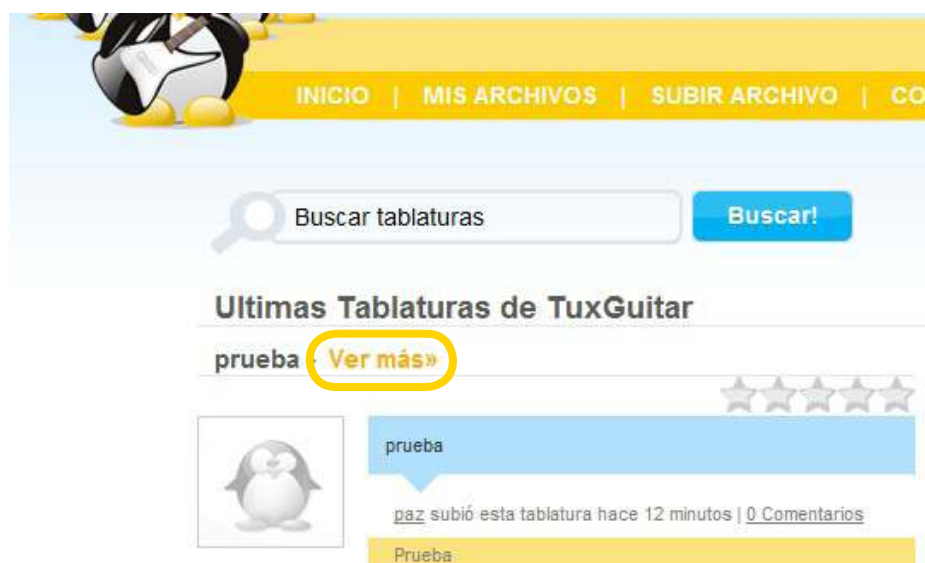 INICIO | MIS ARCHIVOS | SUBIR ARCHIVO | CO
Buscar tablaturas
Buscar!
Ultimas Tablaturas de TuxGuitar
prueba - Ver más»
prueba
paz subió esta tablatura hace 12 minutos | 0 Comentarios
Prueba